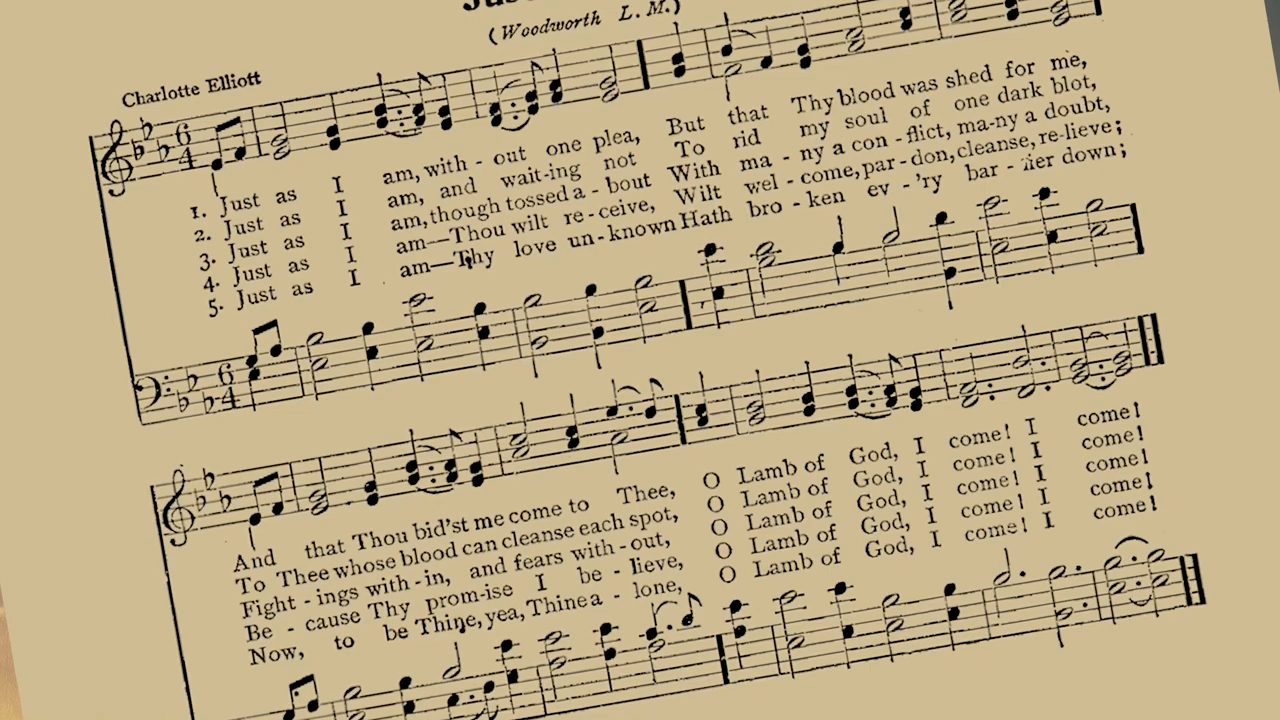 (Woodworth L. M.)
Charlotte Elliott
6
4
1. Just as I am, with - out one plea, But that Thy blood was shed for me,
2. Just as I am, and wait-ing not To rid my soul of one dark blot,
3. Just as I am, though tossed a - bout With ma - ny a con - flict, ma-ny a doubt,
4. Just as I am—Thou wilt re - ceive, Wilt wel - come, par - don, cleanse, re-lieve;
5. Just as I am—Thy love un - known Hath bro - ken ev - 'ry bar - rier down;
6
4
And that Thou bid'st me come to Thee, O Lamb of God, I come! I come!
To Thee whose blood can cleanse each spot, O Lamb of God, I come! I come!
Fight - ings with - in, and fears with - out, O Lamb of God, I come! I come!
Be - cause Thy prom-ise I be - lieve, O Lamb of God, I come! I come!
Now, to be Thine, yea, Thine a - lone, O Lamb of God, I come! I come!